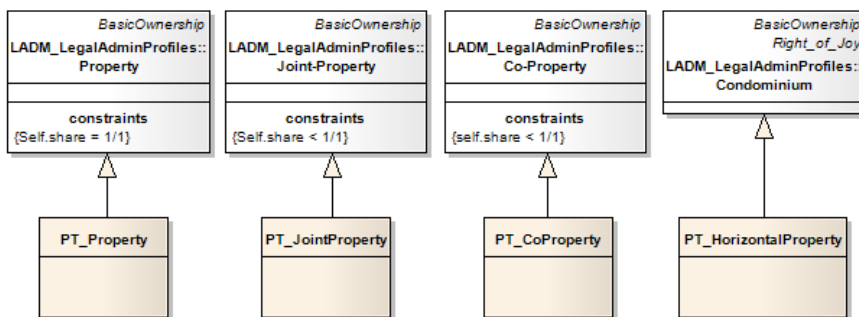 BasicOwnership
LADM_LegalAdminProfiles::
Property
constraints
{Self.share = 1/1}
PT_Property
BasicOwnership
LADM_LegalAdminProfiles::
Joint-Property
constraints
{Self.share < 1/1}
PT_JointProperty
BasicOwnership
LADM_LegalAdminProfiles::
Co-Property
constraints
{self.share < 1/1}
PT_CoProperty
BasicOwnership
Right_of_Joy
LADM_LegalAdminProfiles::
Condominium
PT_HorizontalProperty